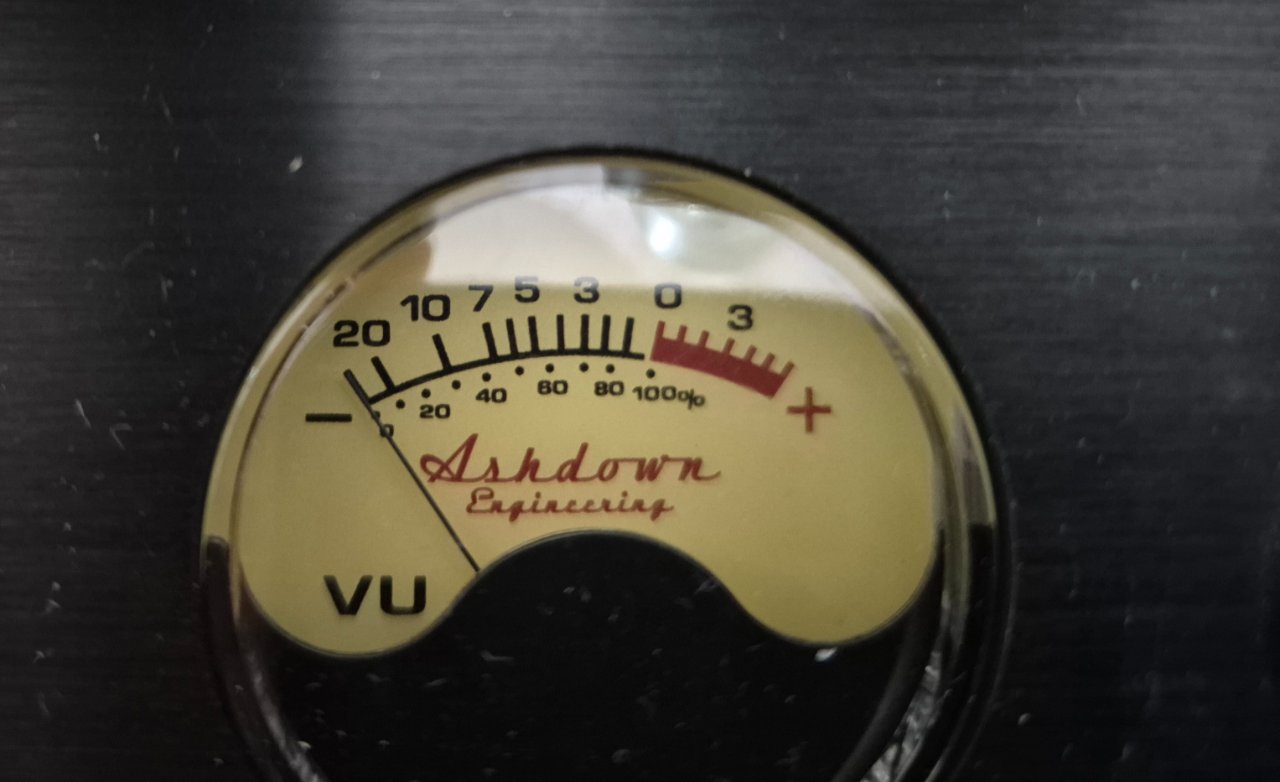 20 10 7 5 3 0 3
− +
0 20 40 60 80 100%
Ashdown
Engineering
VU